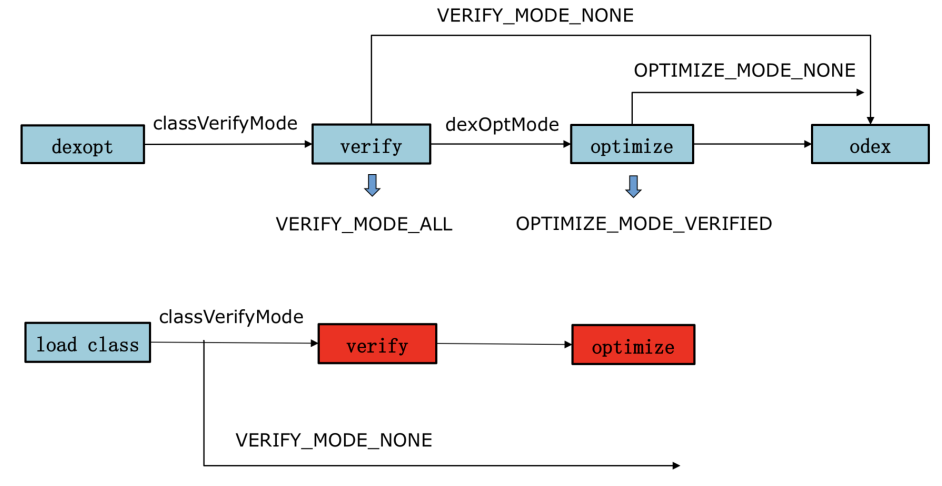 VERIFY_MODE_NONE
OPTIMIZE_MODE_NONE
classVerifyMode
dexOptMode
dexopt
verify
optimize
odex
VERIFY_MODE_ALL
OPTIMIZE_MODE_VERIFIED
classVerifyMode
load class
verify
optimize
VERIFY_MODE_NONE